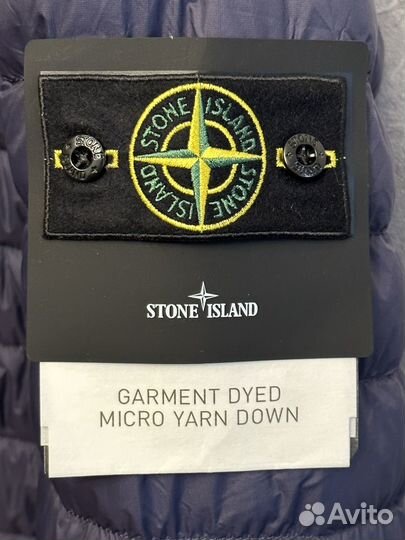 STONE ISLAND STONE ISLAND
STONE ISLAND
GARMENT DYED
MICRO YARN DOWN
Avito